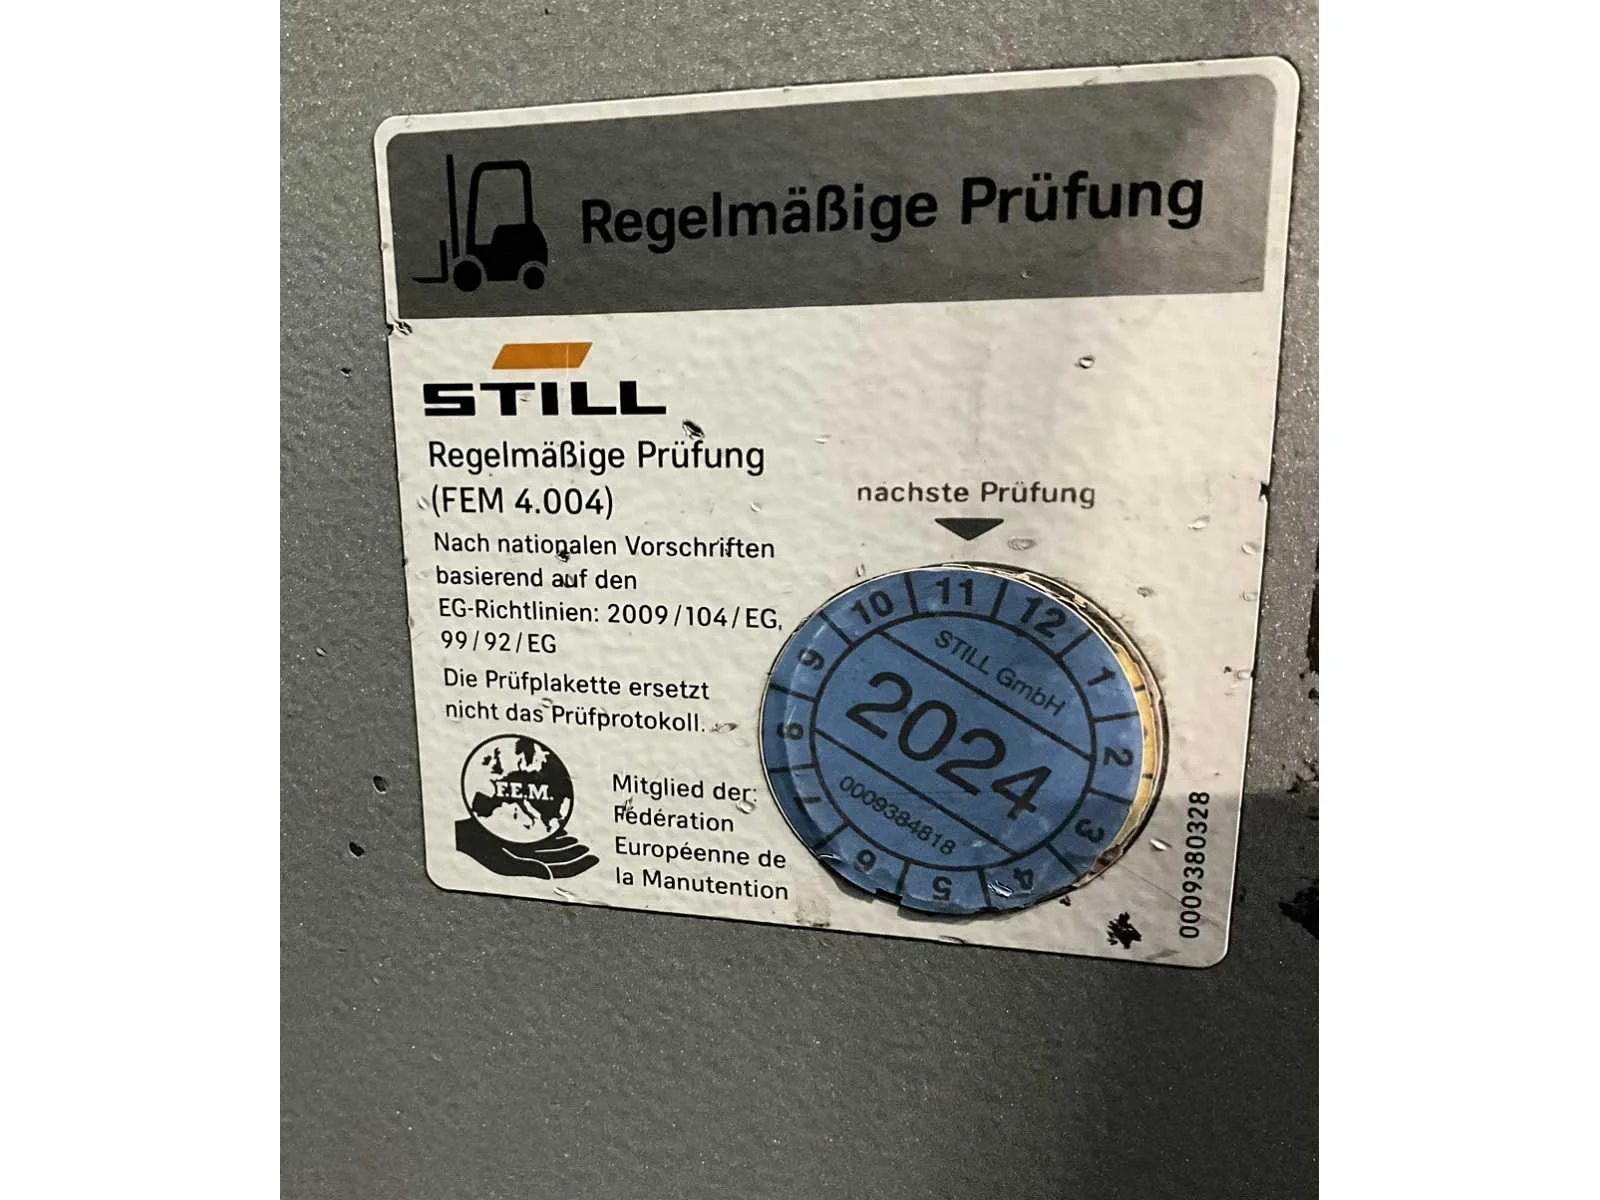 Regelmäßige Prüfung
STILL
Regelmäßige Prüfung
(FEM 4.004)
Nach nationalen Vorschriften
basierend auf den
EG-Richtlinien: 2009/104/EG,
99/92/EG
Die Prüfplakette ersetzt
nicht das Prüfprotokoll.
F.E.M.
Mitglied der:
Fédération
Européenne de
la Manutention
nächste Prüfung
10 11 12 1 2 3 4 5 6 7 8 9
STILL GmbH
2024
0009384818
0009380328